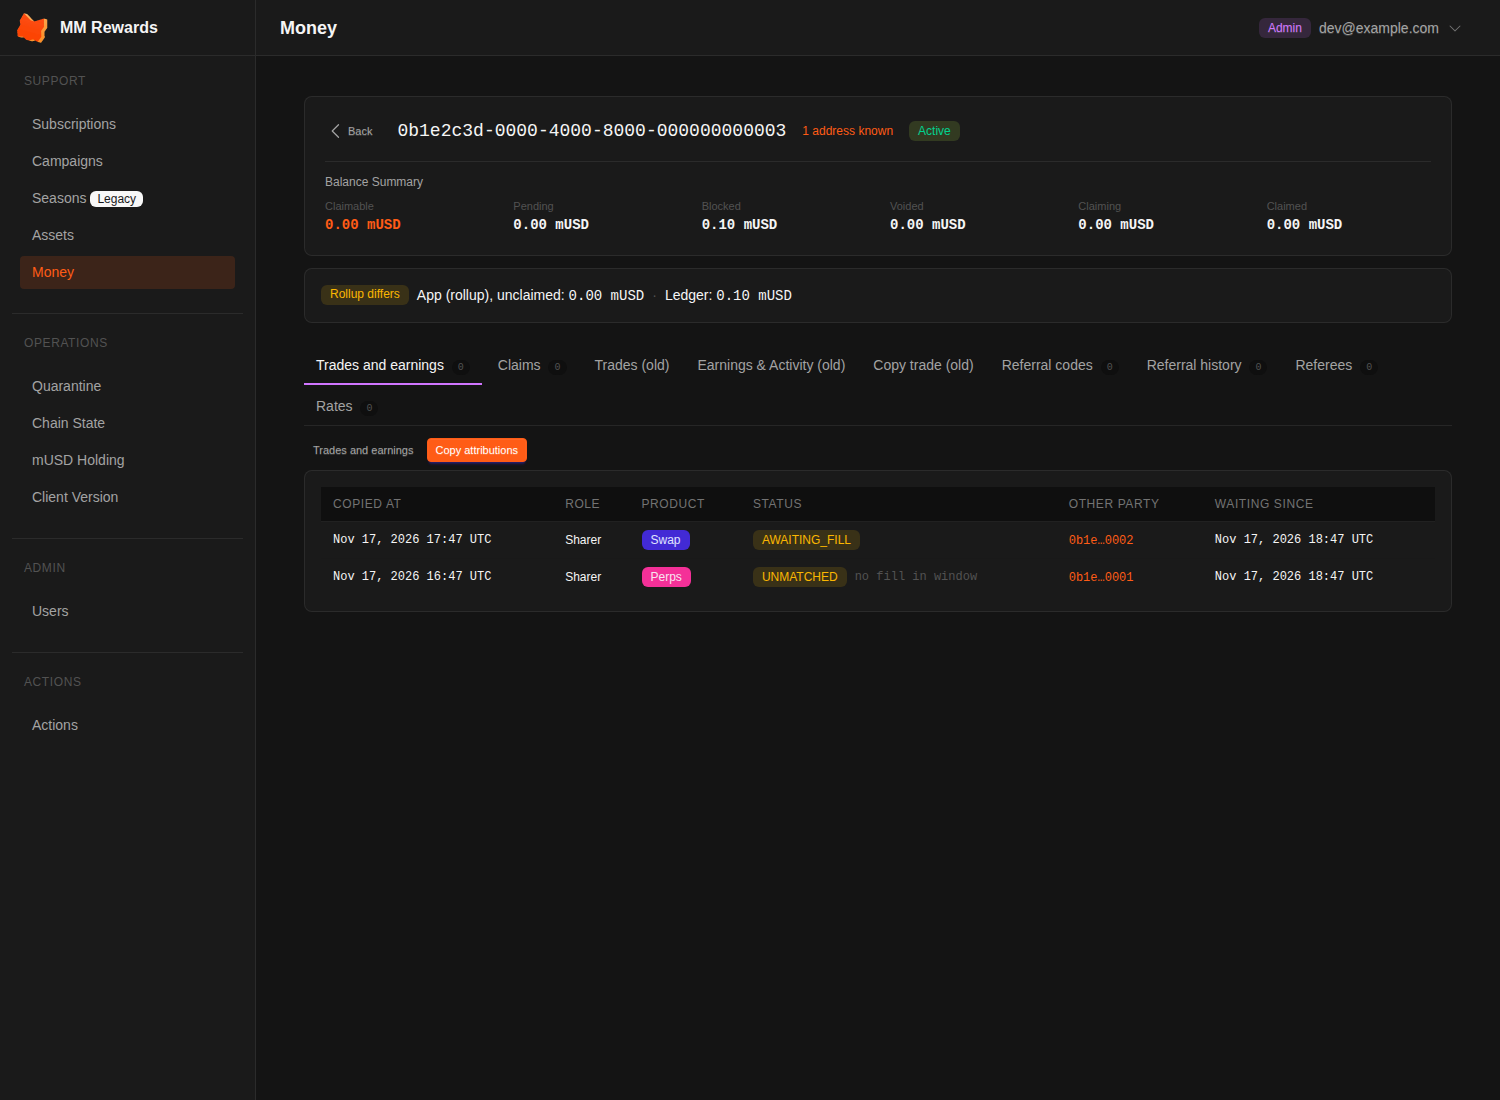 MM Rewards
Money
Admin dev@example.com
SUPPORT
Subscriptions
Campaigns
Seasons Legacy
Assets
Money
OPERATIONS
Quarantine
Chain State
mUSD Holding
Client Version
ADMIN
Users
ACTIONS
Actions
Back 0b1e2c3d-0000-4000-8000-000000000003 1 address known Active
Balance Summary
Claimable Pending Blocked Voided Claiming Claimed
0.00 mUSD 0.00 mUSD 0.10 mUSD 0.00 mUSD 0.00 mUSD 0.00 mUSD
Rollup differs App (rollup), unclaimed: 0.00 mUSD · Ledger: 0.10 mUSD
Trades and earnings 0 Claims 0 Trades (old) Earnings & Activity (old) Copy trade (old) Referral codes 0 Referral history 0 Referees 0
Rates 0
Trades and earnings Copy attributions
COPIED AT ROLE PRODUCT STATUS OTHER PARTY WAITING SINCE
Nov 17, 2026 17:47 UTC Sharer Swap AWAITING_FILL 0b1e…0002 Nov 17, 2026 18:47 UTC
Nov 17, 2026 16:47 UTC Sharer Perps UNMATCHED no fill in window 0b1e…0001 Nov 17, 2026 18:47 UTC